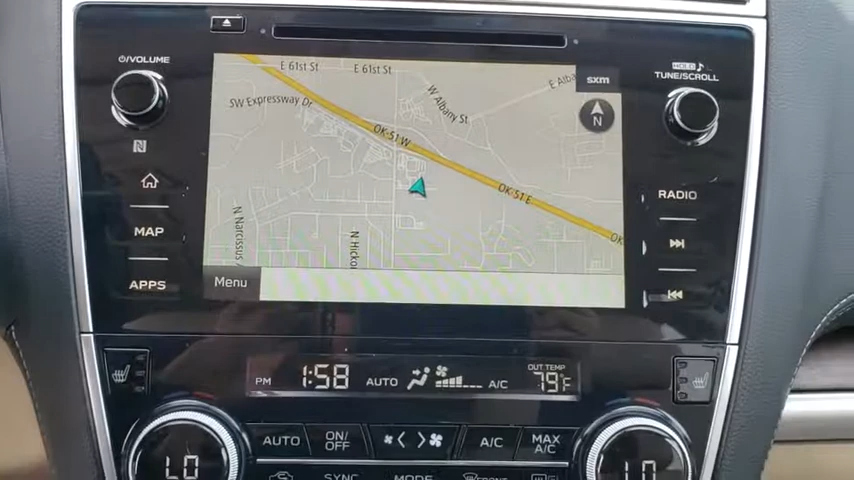 VOLUME
TUNE/SCROLL
HOLD
sxm
E 61st St
E 61st St
SW Expressway Dr
W Albany St
E Alba
OK-51 W
OK-51 E
OK
N
N Narcissus
N Hicko
Menu
MAP
APPS
RADIO
PM
1:58
AUTO
A/C
OUT TEMP
79°F
AUTO
ON/
OFF
A/C
MAX
A/C
LO
SYNC
MODE
FRONT
LO